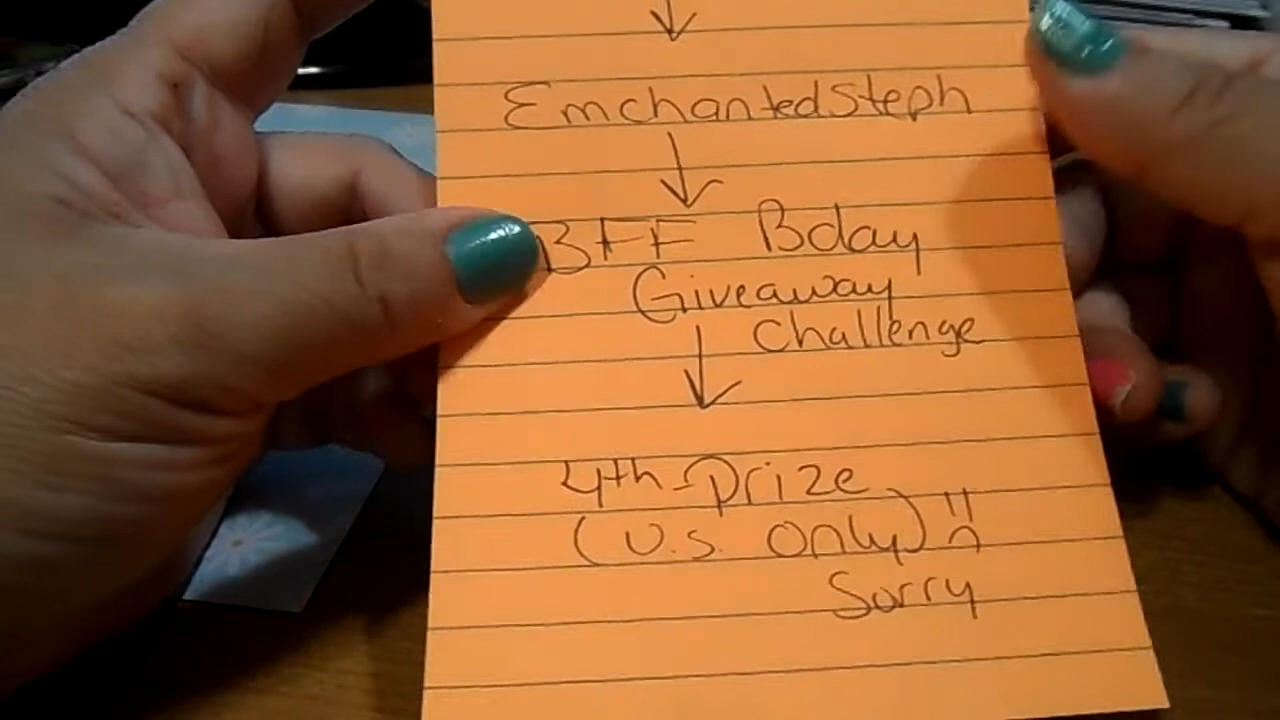 EmchantedSteph
BFF Bday
Giveaway
Challenge
4th-Prize
(U.S. Only)
Sorry